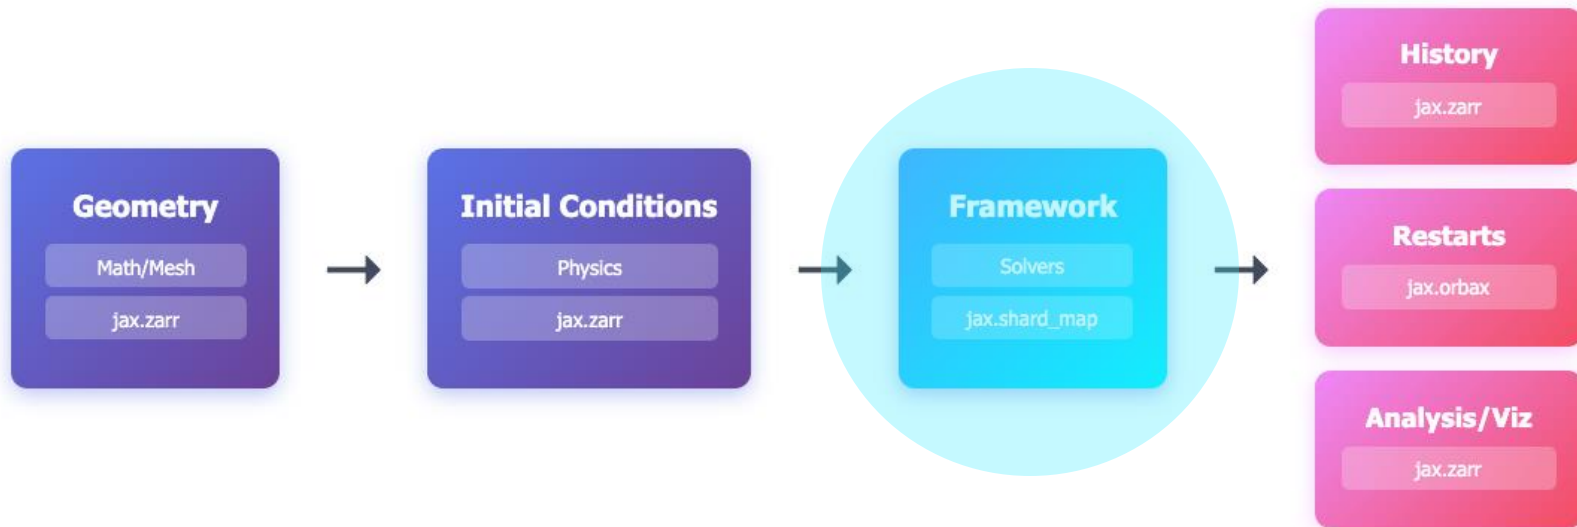 Geometry
Math/Mesh
jax.zarr
Initial Conditions
Physics
jax.zarr
Framework
Solvers
jax.shard_map
History
jax.zarr
Restarts
jax.orbax
Analysis/Viz
jax.zarr